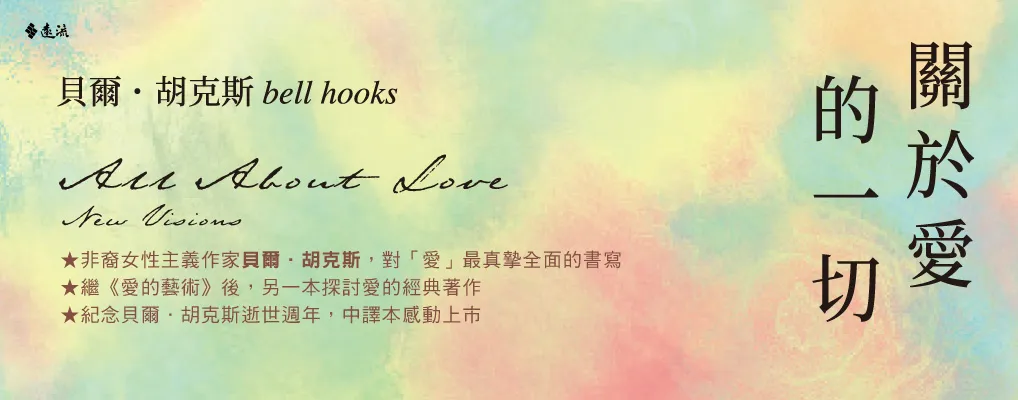 遠流
貝爾・胡克斯 bell hooks
All About Love
New Visions
★非裔女性主義作家貝爾・胡克斯，對「愛」最真摯全面的書寫
★繼《愛的藝術》後，另一本探討愛的經典著作
★紀念貝爾・胡克斯逝世週年，中譯本感動上市
關於愛
的一切